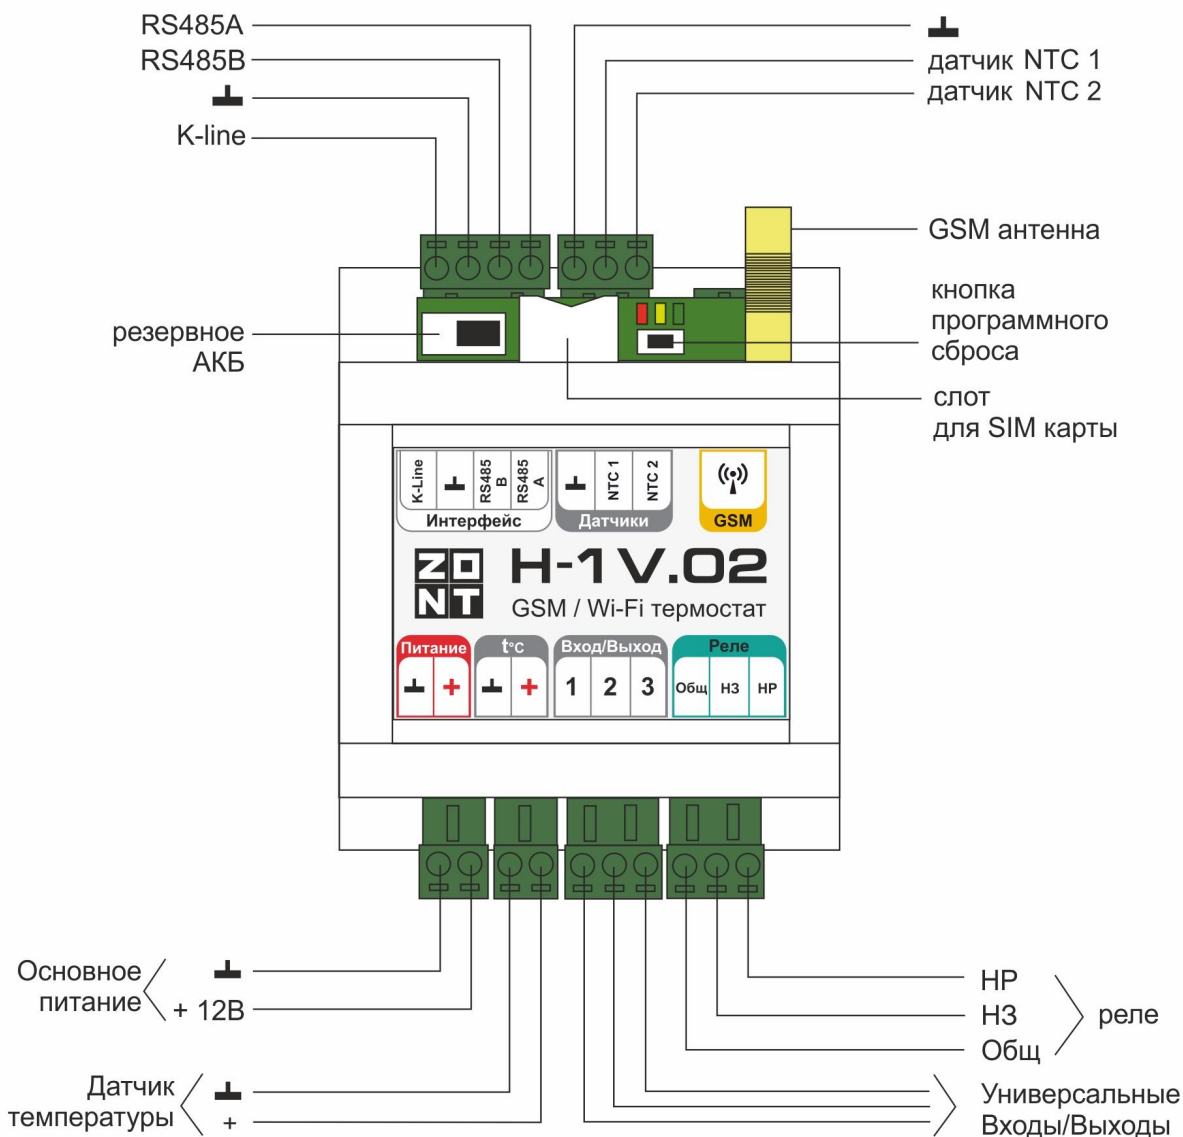 RS485A
RS485B
K-line
датчик NTC 1
датчик NTC 2
GSM антенна
кнопка
программного
сброса
резервное
АКБ
слот
для SIM карты
K-Line
RS485 B
RS485 A
Интерфейс
NTC 1
NTC 2
Датчики
GSM
ZONT
H-1V.02
GSM / Wi-Fi термостат
Питание
+
t°C
+
Вход/Выход
1 2 3
Реле
Общ НЗ НР
Основное
питание
+ 12В
Датчик
температуры
+
НР
НЗ
Общ
реле
Универсальные
Входы/Выходы